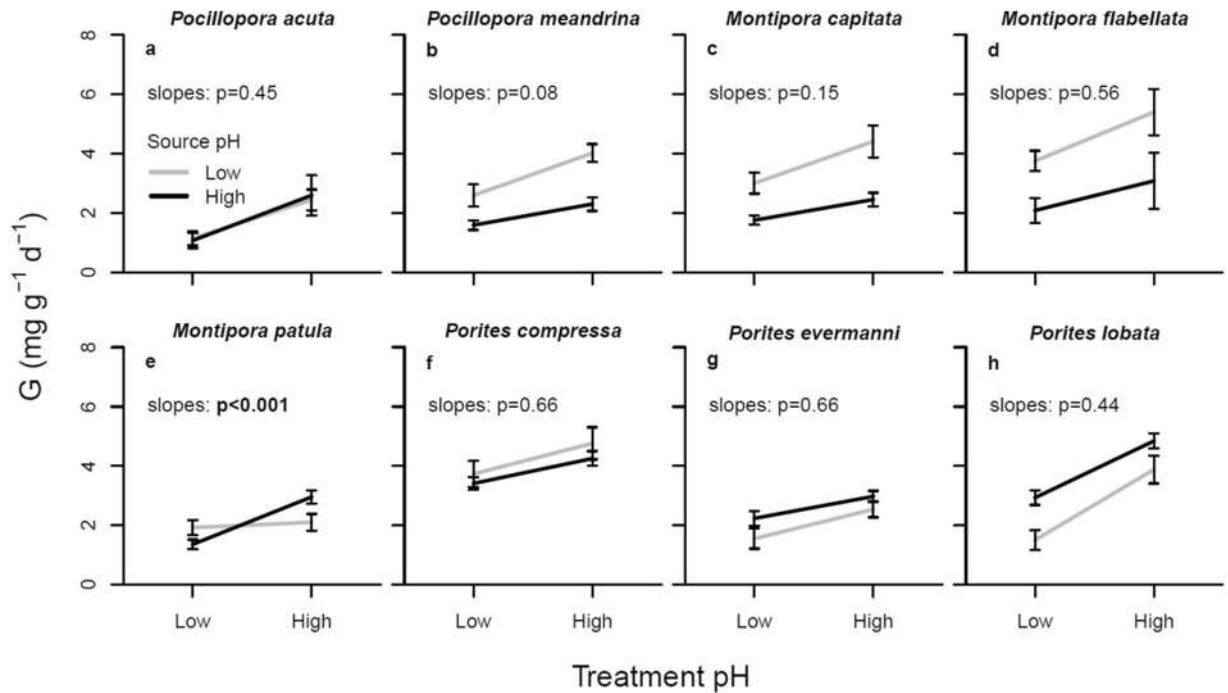 Pocillopora acuta
Pocillopora meandrina
Montipora capitata
Montipora flabellata
8
6
4
2
0
a
slopes: p=0.45
Source pH
Low
High
b
slopes: p=0.08
c
slopes: p=0.15
d
slopes: p=0.56
G (mg g⁻¹ d⁻¹)
Montipora patula
Porites compressa
Porites evermanni
Porites lobata
8
6
4
2
0
e
slopes: p<0.001
f
slopes: p=0.66
g
slopes: p=0.66
h
slopes: p=0.44
Low High
Low High
Low High
Low High
Treatment pH